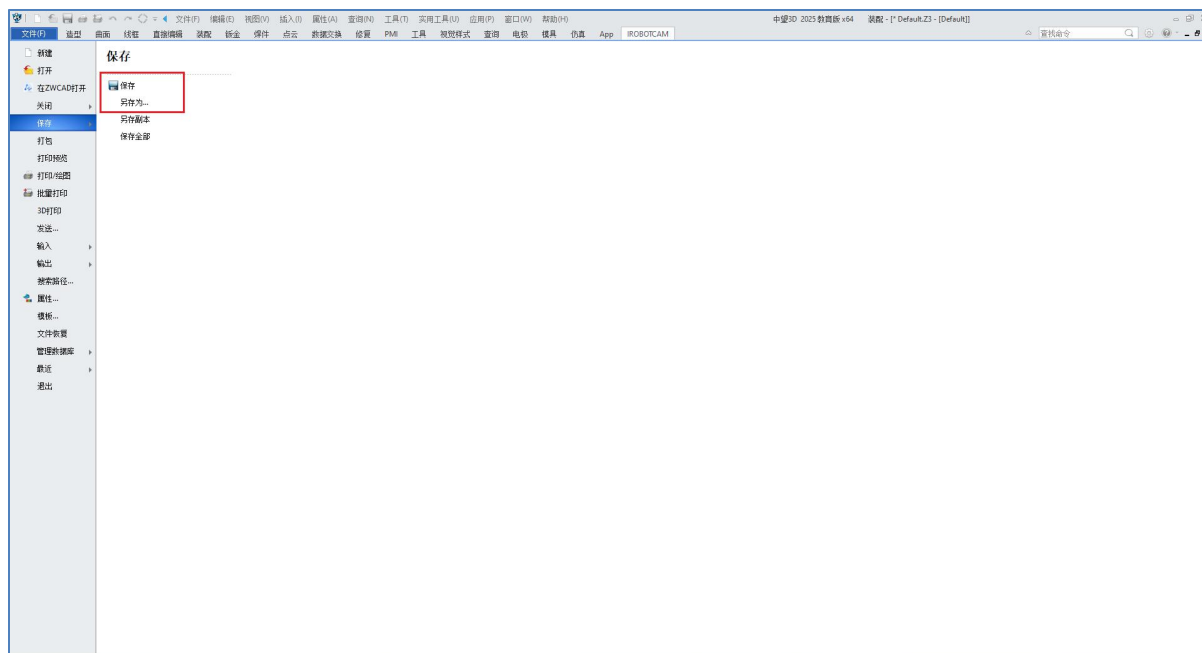 文件(F) 编辑(E) 视图(V) 插入(I) 属性(A) 查询(N) 工具(T) 实用工具(U) 应用(P) 窗口(W) 帮助(H) 中望3D 2025 教育版 x64 装配 - [* Default.Z3 - [Default]]
文件(F) 造型 曲面 线框 直接编辑 装配 钣金 焊件 点云 数据交换 修复 PMI 工具 视觉样式 查询 电极 模具 仿真 App IROBOTCAM 查找命令
新建
打开
在ZWCAD打开
关闭
保存
打包
打印预览
打印/绘图
批量打印
3D打印
发送...
输入
输出
搜索路径...
属性...
模板...
文件恢复
管理数据库
最近
退出
保存
保存
另存为...
另存副本
保存全部